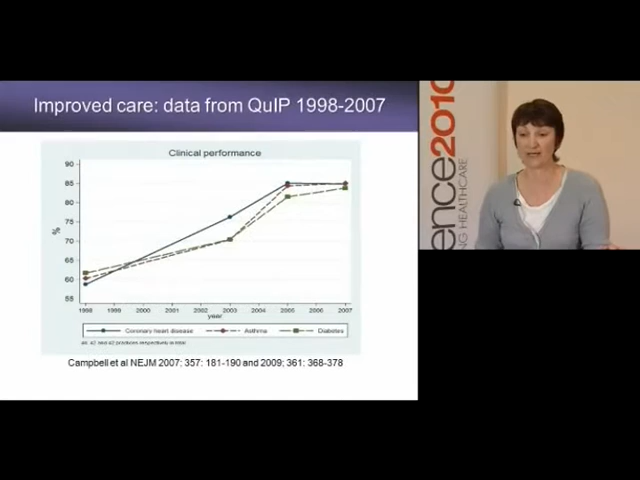 Improved care: data from QuIP 1998-2007
Clinical performance
90
85
80
75
70
65
60
55
%
1998 1999 2000 2001 2002 2003 2004 2005 2006 2007
year
Coronary heart disease Asthma Diabetes
Campbell et al NEJM 2007; 357: 181-190 and 2009; 361: 368-378
ence2010
NG HEALTHCARE